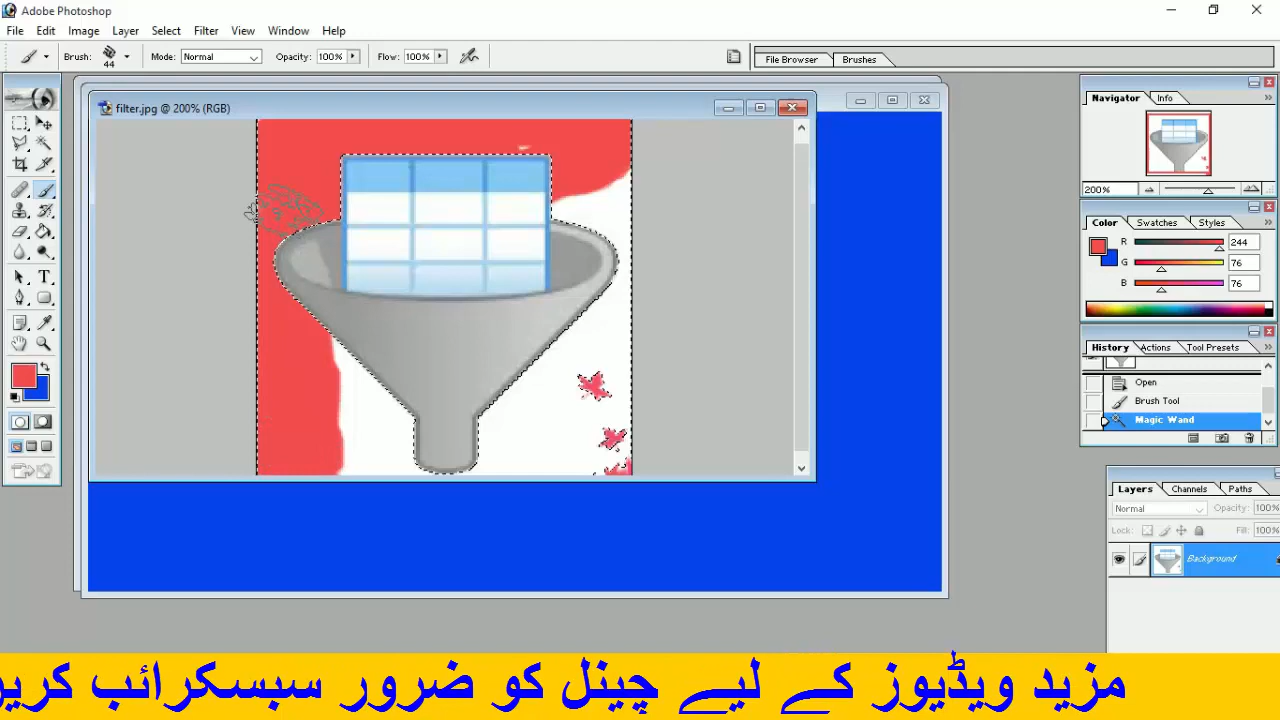 Adobe Photoshop
File Edit Image Layer Select Filter View Window Help
Brush: 44 Mode: Normal Opacity: 100% Flow: 100% File Browser Brushes
filter.jpg @ 200% (RGB)
Navigator Info
200%
Color Swatches Styles
R 244
G 76
B 76
History Actions Tool Presets
Open
Brush Tool
Magic Wand
Layers Channels Paths
Normal Opacity: 100%
Lock: Fill: 100%
Background
مزید ویڈیوز کے لیے چینل کو ضرور سبسکرائب کریں